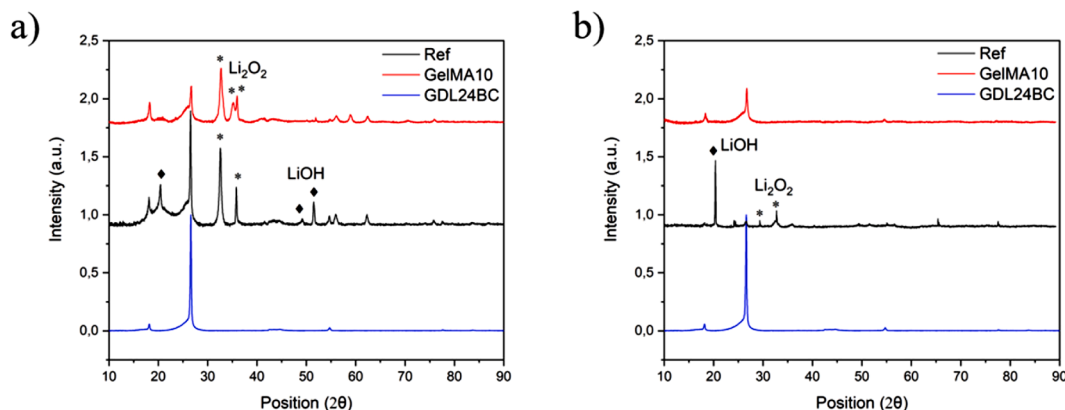 a)
2,5
2,0
1,5
1,0
0,5
0,0
Intensity (a.u.)
10 20 30 40 50 60 70 80 90
Position (2θ)
Ref
GelMA10
GDL24BC
* Li₂O₂
* *
* *
♦ LiOH
♦ ♦
b)
2,5
2,0
1,5
1,0
0,5
0,0
Intensity (a.u.)
10 20 30 40 50 60 70 80 90
Position (2θ)
Ref
GelMA10
GDL24BC
♦ LiOH
Li₂O₂
* *